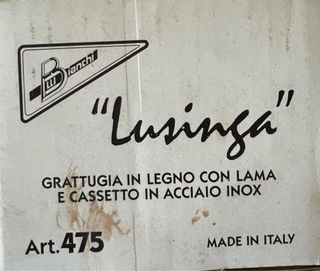 Bianchi
"Lusinga"
GRATTUGIA IN LEGNO CON LAMA
E CASSETTO IN ACCIAIO INOX
Art. 475
MADE IN ITALY